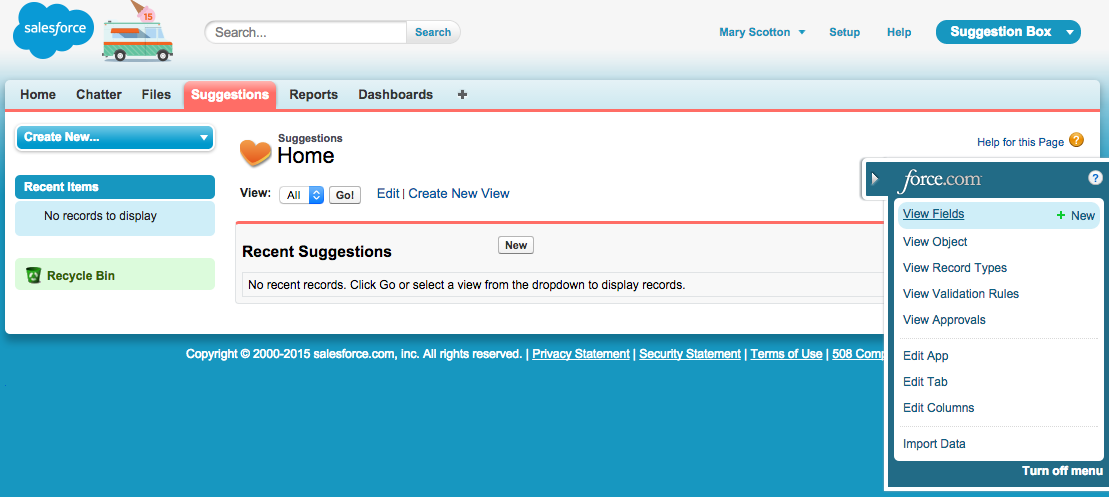 salesforce
15
Search...
Search
Mary Scotton
Setup
Help
Suggestion Box
Home
Chatter
Files
Suggestions
Reports
Dashboards
+
Create New...
Recent Items
No records to display
Recycle Bin
Suggestions
Home
Help for this Page ?
View: All Go! Edit | Create New View
Recent Suggestions
New
No recent records. Click Go or select a view from the dropdown to display records.
force.com ?
View Fields + New
View Object
View Record Types
View Validation Rules
View Approvals
Edit App
Edit Tab
Edit Columns
Import Data
Turn off menu
Copyright © 2000-2015 salesforce.com, inc. All rights reserved. | Privacy Statement | Security Statement | Terms of Use | 508